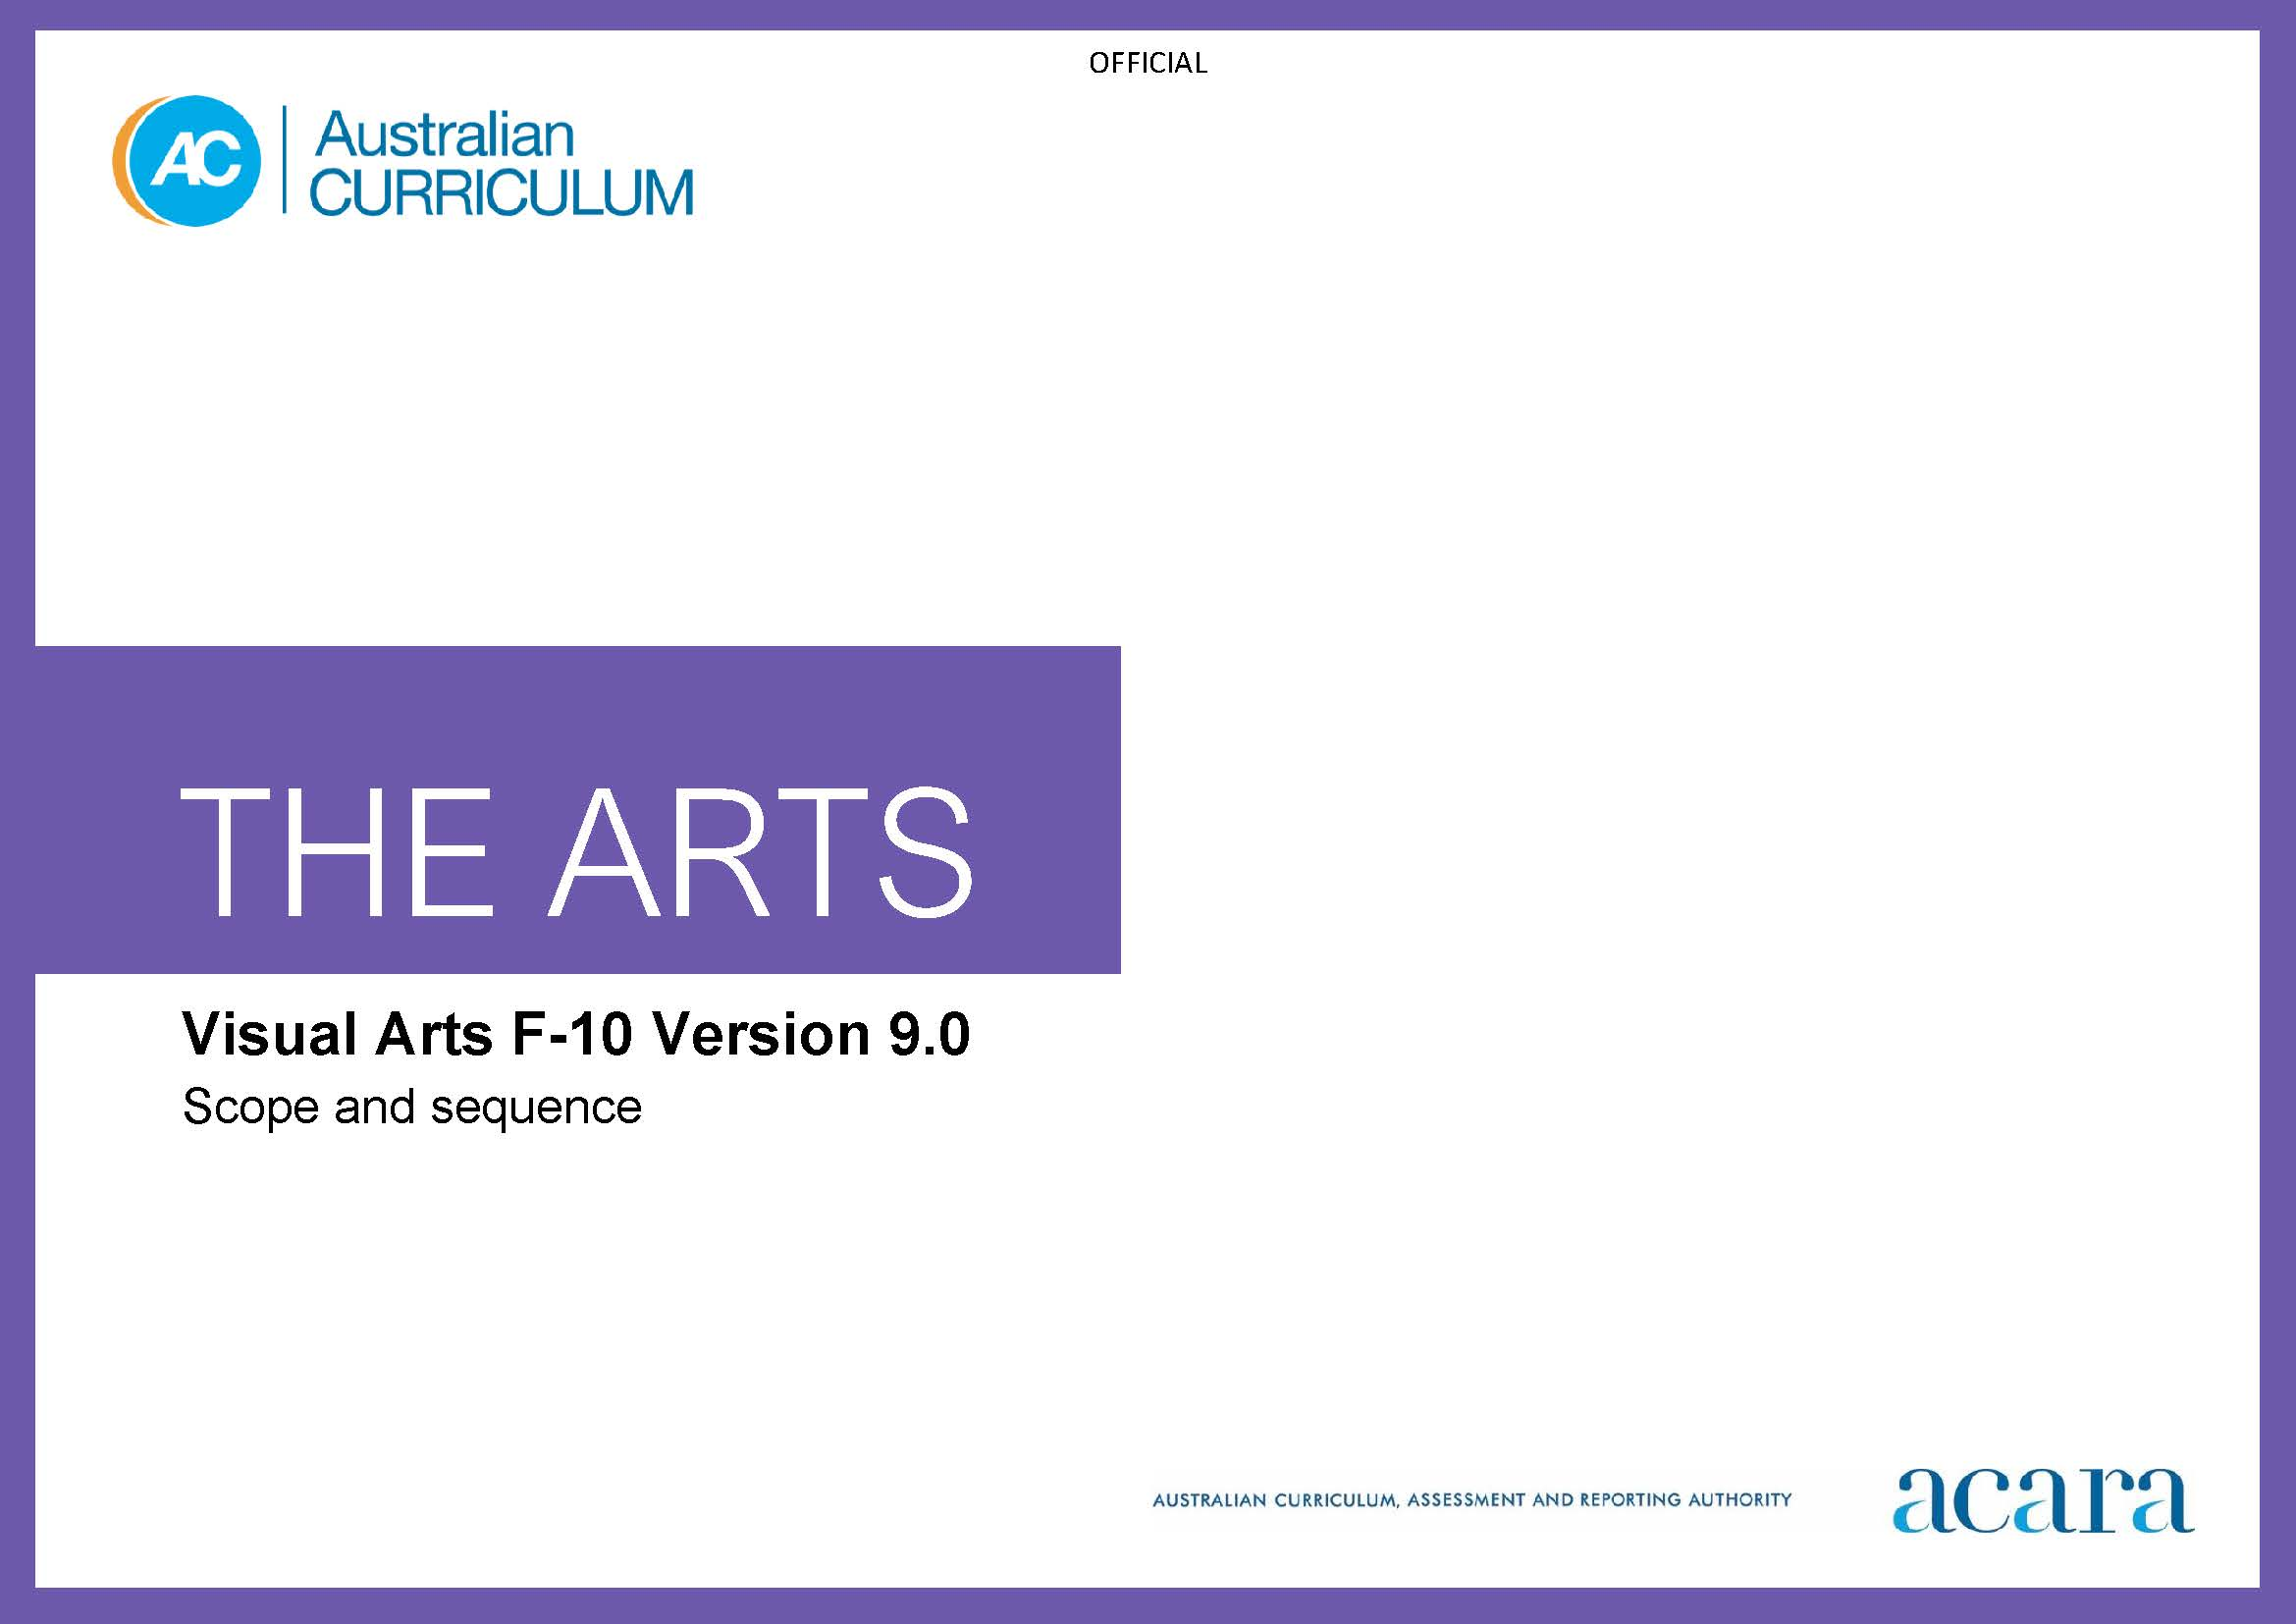 OFFICIAL
AC
Australian
CURRICULUM
THE ARTS
Visual Arts F-10 Version 9.0
Scope and sequence
AUSTRALIAN CURRICULUM, ASSESSMENT AND REPORTING AUTHORITY
acara